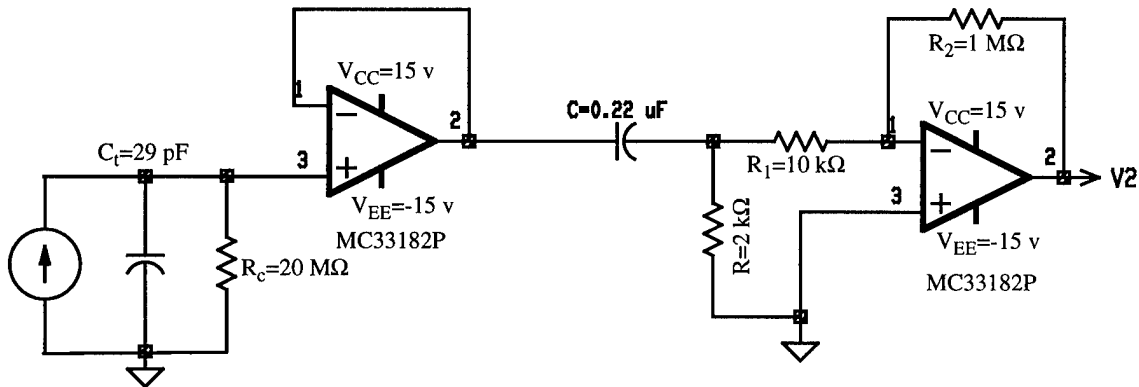 R₂=1 MΩ
V_CC=15 v
1
2
C=0.22 uF
V_CC=15 v
1
C_t=29 pF
3
R₁=10 kΩ
2
V2
3
V_EE=-15 v
MC33182P
R=2 kΩ
V_EE=-15 v
R_c=20 MΩ
MC33182P